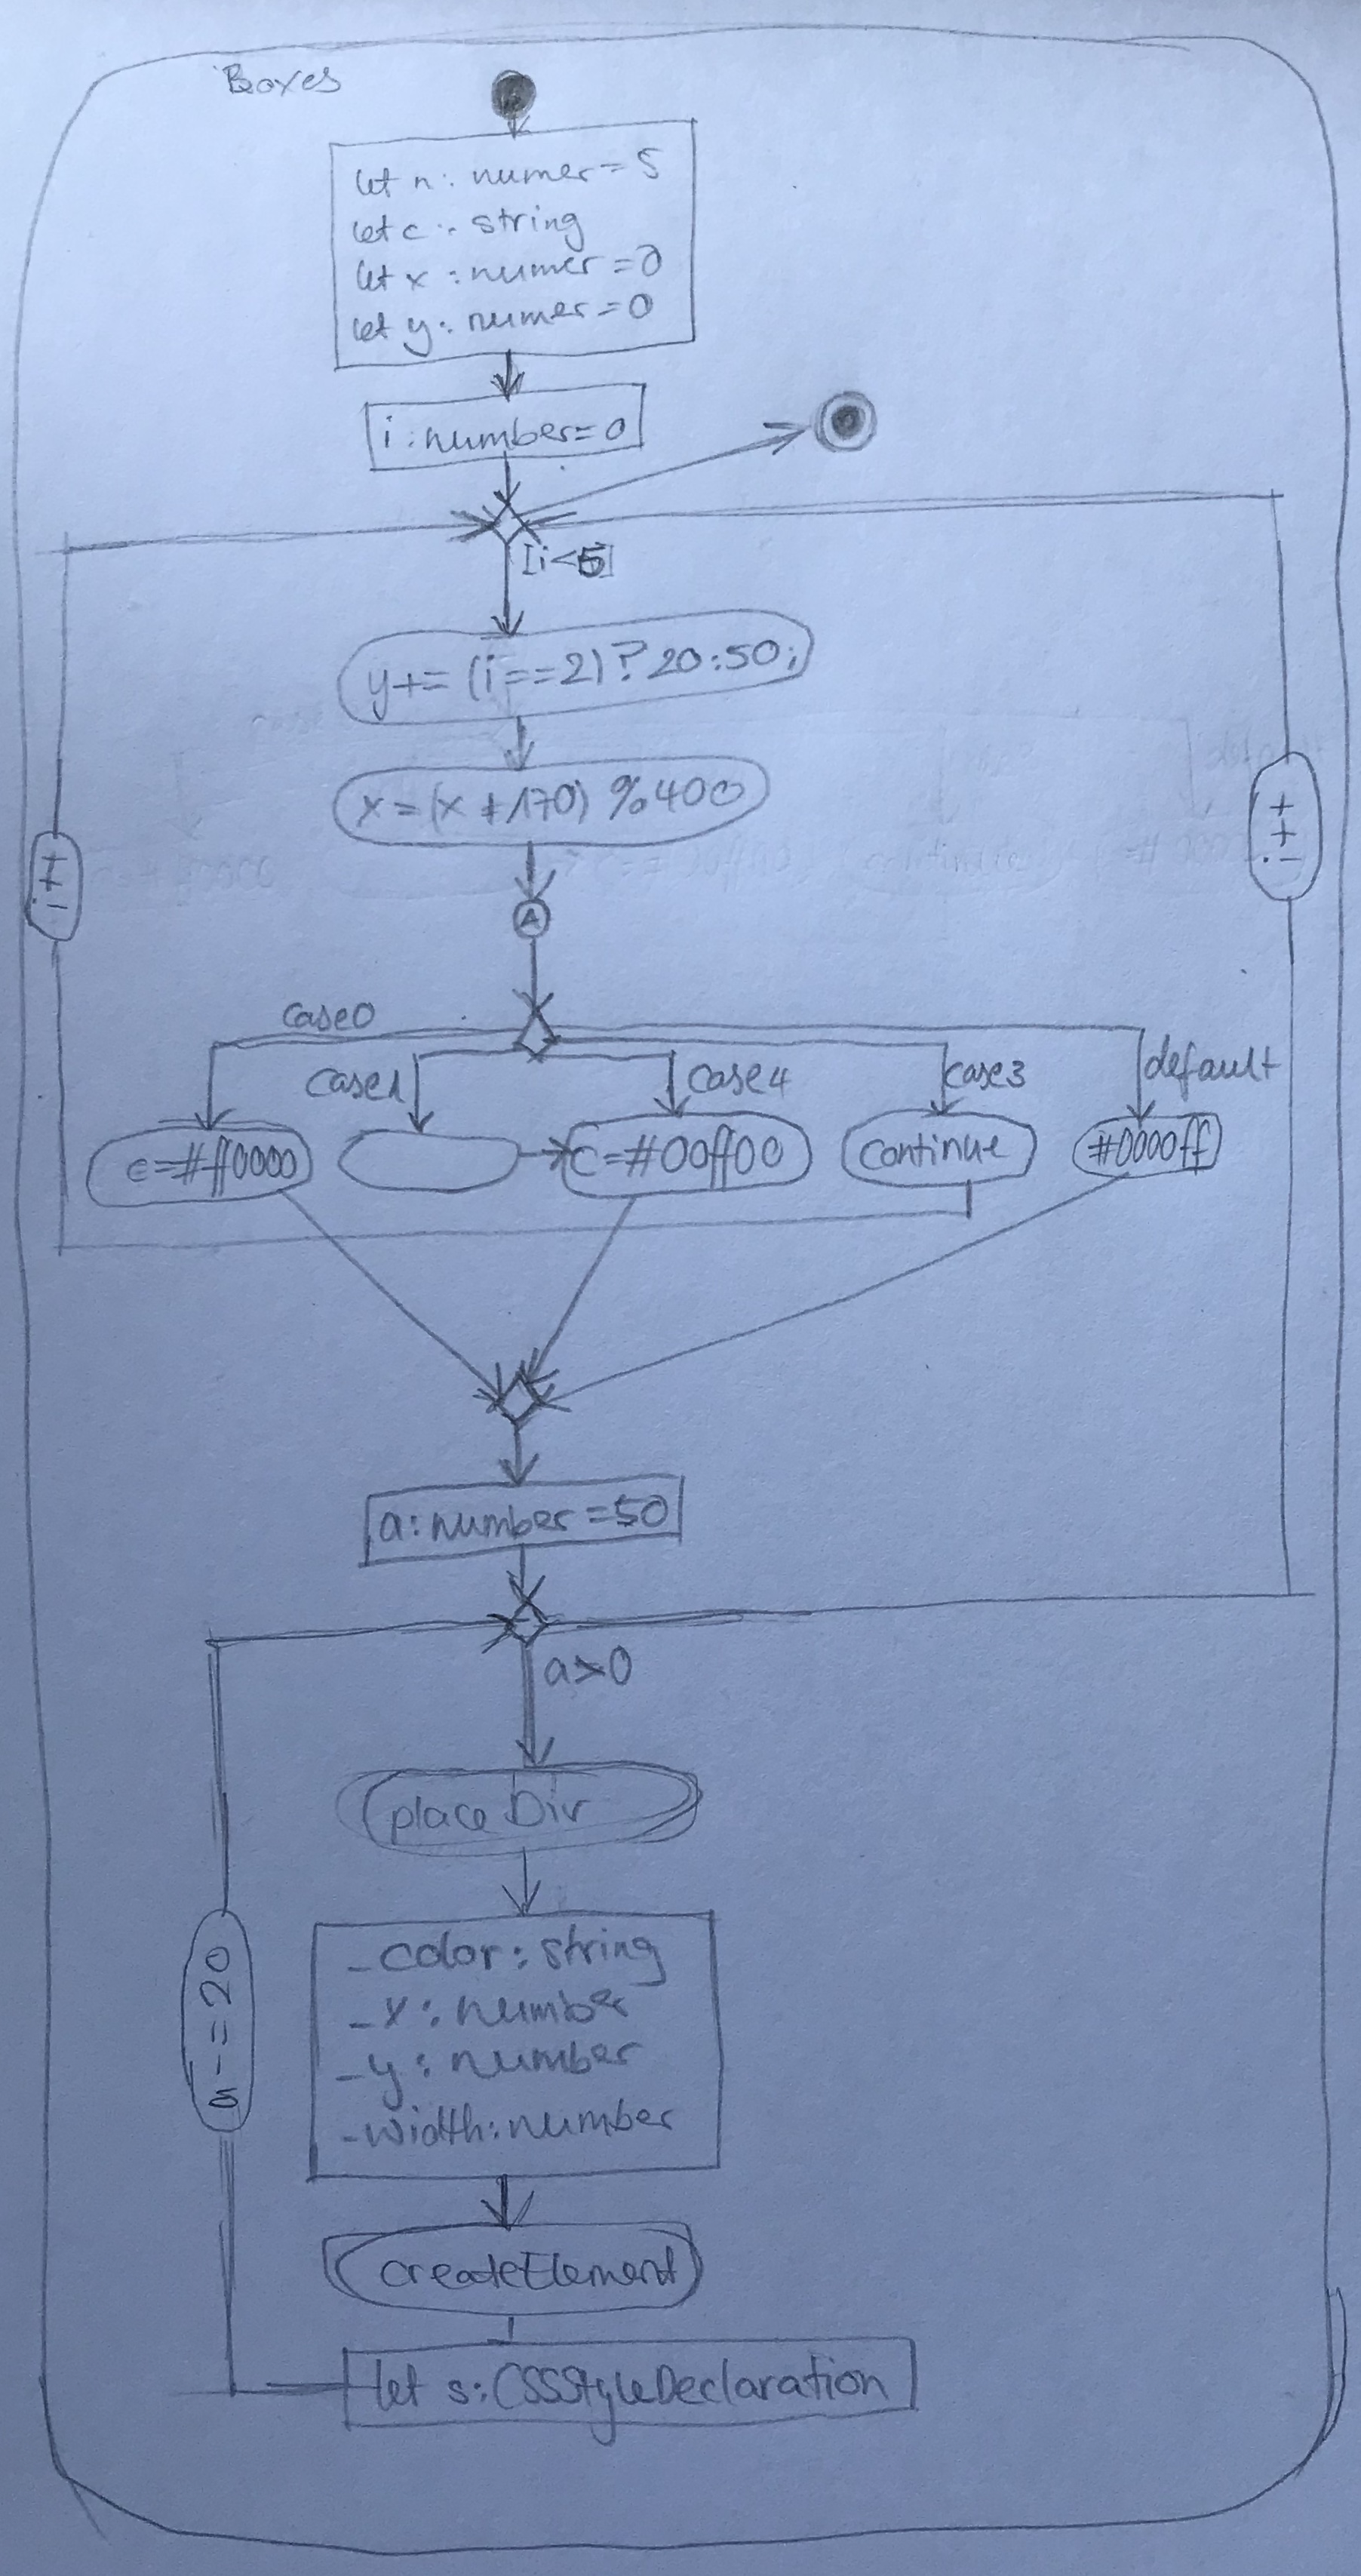 Boxes
let n: numer=5
let c: string
let x: numer=0
let y: numer=0
i:number=0
[i<5]
y+= (i==2)? 20:50;
x=(x+170) %400
i++
i++
A
case0
case1
case4
case3
default
c=#ff0000
c=#00ff00
continue
#0000ff
a:number=50
a>0
placeDiv
_color: string
_x: number
_y: number
_width: number
a-=20
createElement
let s: CSSStyleDeclaration